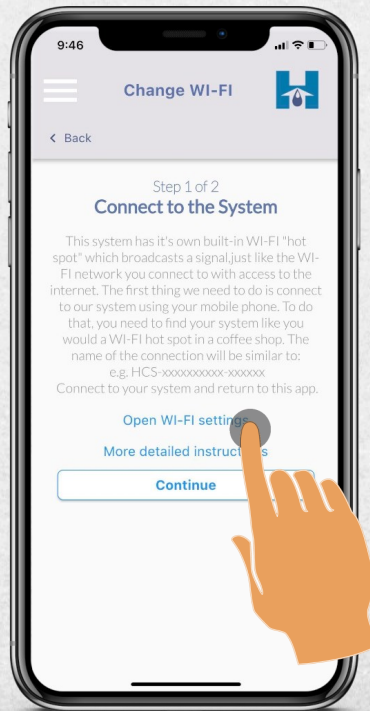 9:46
Change WI-FI
< Back
Step 1 of 2
Connect to the System
This system has it's own built-in WI-FI "hot
spot" which broadcasts a signal,just like the WI-
FI network you connect to with access to the
internet. The first thing we need to do is connect
to our system using your mobile phone. To do
that, you need to find your system like you
would a WI-FI hot spot in a coffee shop. The
name of the connection will be similar to:
e.g. HCS-xxxxxxxxxx-xxxxxx
Connect to your system and return to this app.
Open WI-FI settings
More detailed instructions
Continue